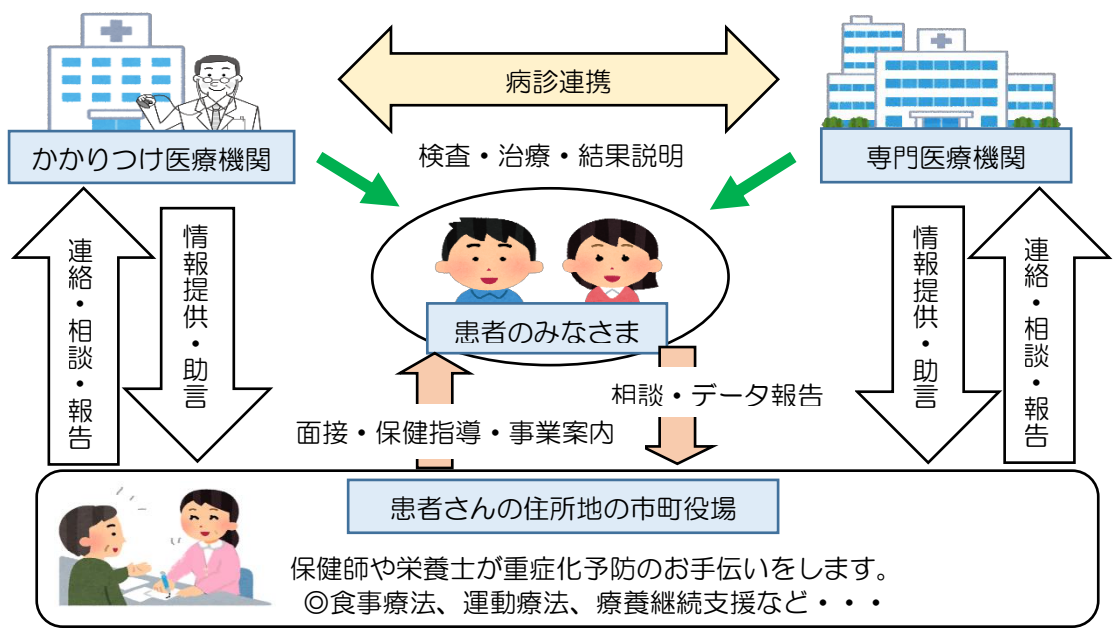 病診連携
かかりつけ医療機関
検査・治療・結果説明
専門医療機関
連絡・相談・報告
情報提供・助言
患者のみなさま
情報提供・助言
連絡・相談・報告
相談・データ報告
面接・保健指導・事業案内
患者さんの住所地の市町役場
保健師や栄養士が重症化予防のお手伝いをします。
◎食事療法、運動療法、療養継続支援など・・・